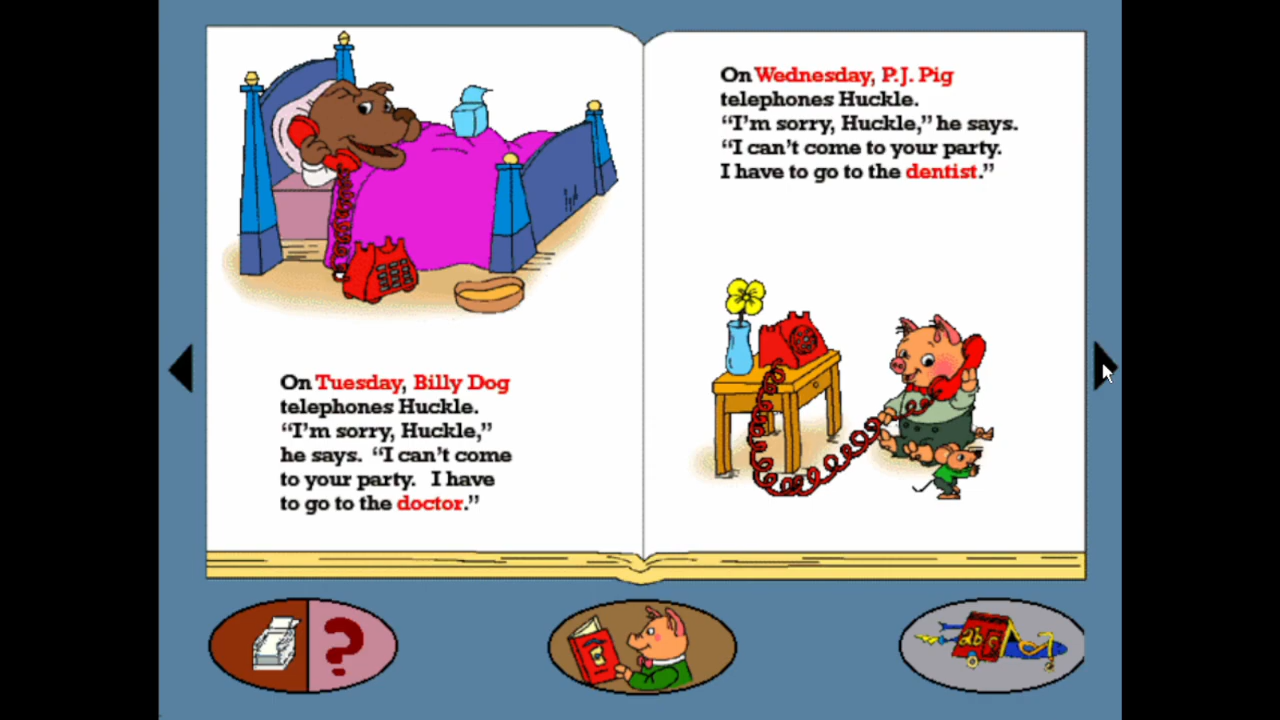 On Tuesday, Billy Dog
telephones Huckle.
“I’m sorry, Huckle,”
he says.  “I can’t come
to your party.   I have
to go to the doctor.”
On Wednesday, P.J. Pig
telephones Huckle.
“I’m sorry, Huckle,” he says.
“I can’t come to your party.
I have to go to the dentist.”
?
abc